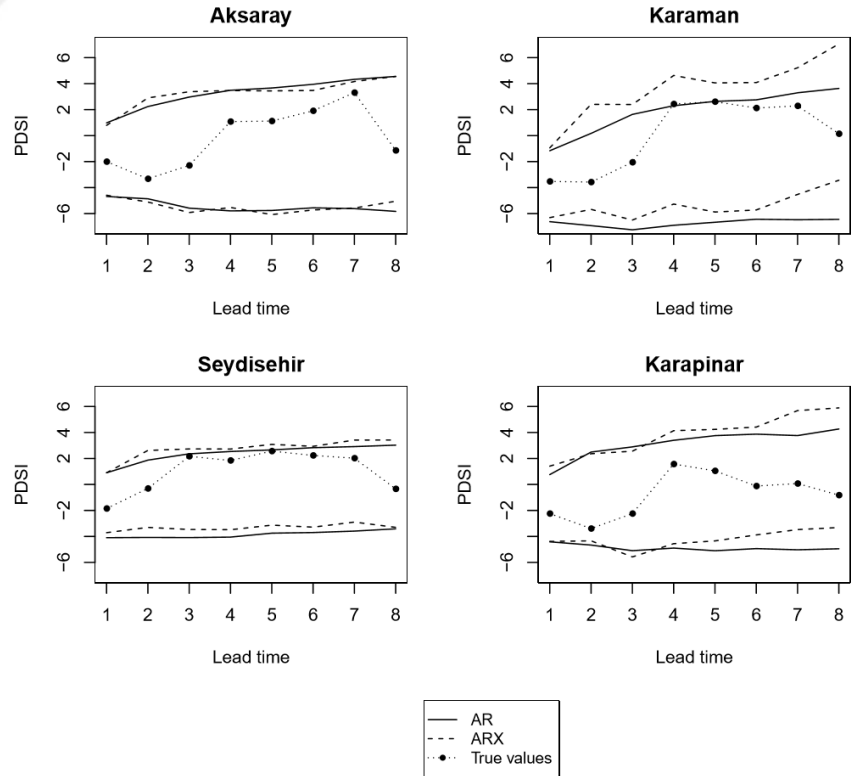 Aksaray
PDSI
6
4
2
−2
−6
1 2 3 4 5 6 7 8
Lead time
Karaman
PDSI
6
4
2
−2
−6
1 2 3 4 5 6 7 8
Lead time
Seydisehir
PDSI
6
4
2
−2
−6
1 2 3 4 5 6 7 8
Lead time
Karapinar
PDSI
6
4
2
−2
−6
1 2 3 4 5 6 7 8
Lead time
AR
ARX
True values